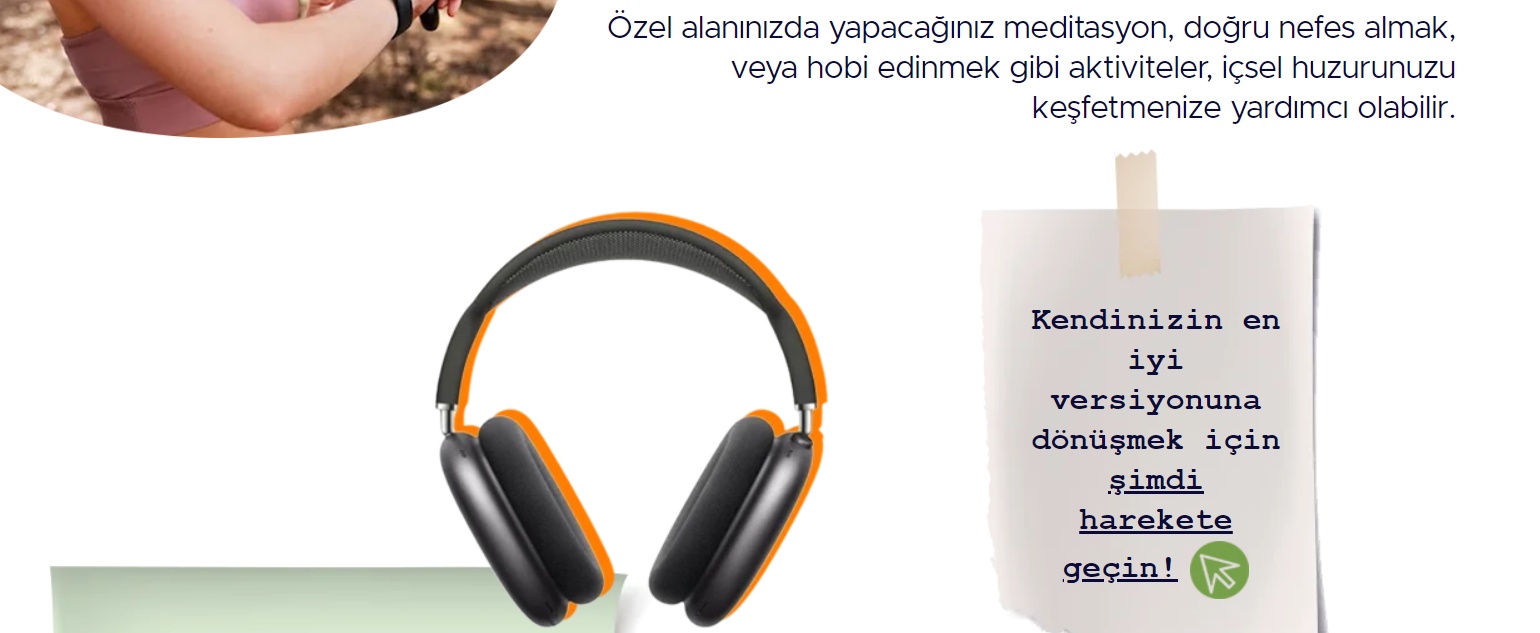 Özel alanınızda yapacağınız meditasyon, doğru nefes almak,
veya hobi edinmek gibi aktiviteler, içsel huzurunuzu
keşfetmenize yardımcı olabilir.
Kendinizin en
iyi
versiyonuna
dönüşmek için
şimdi
harekete
geçin!